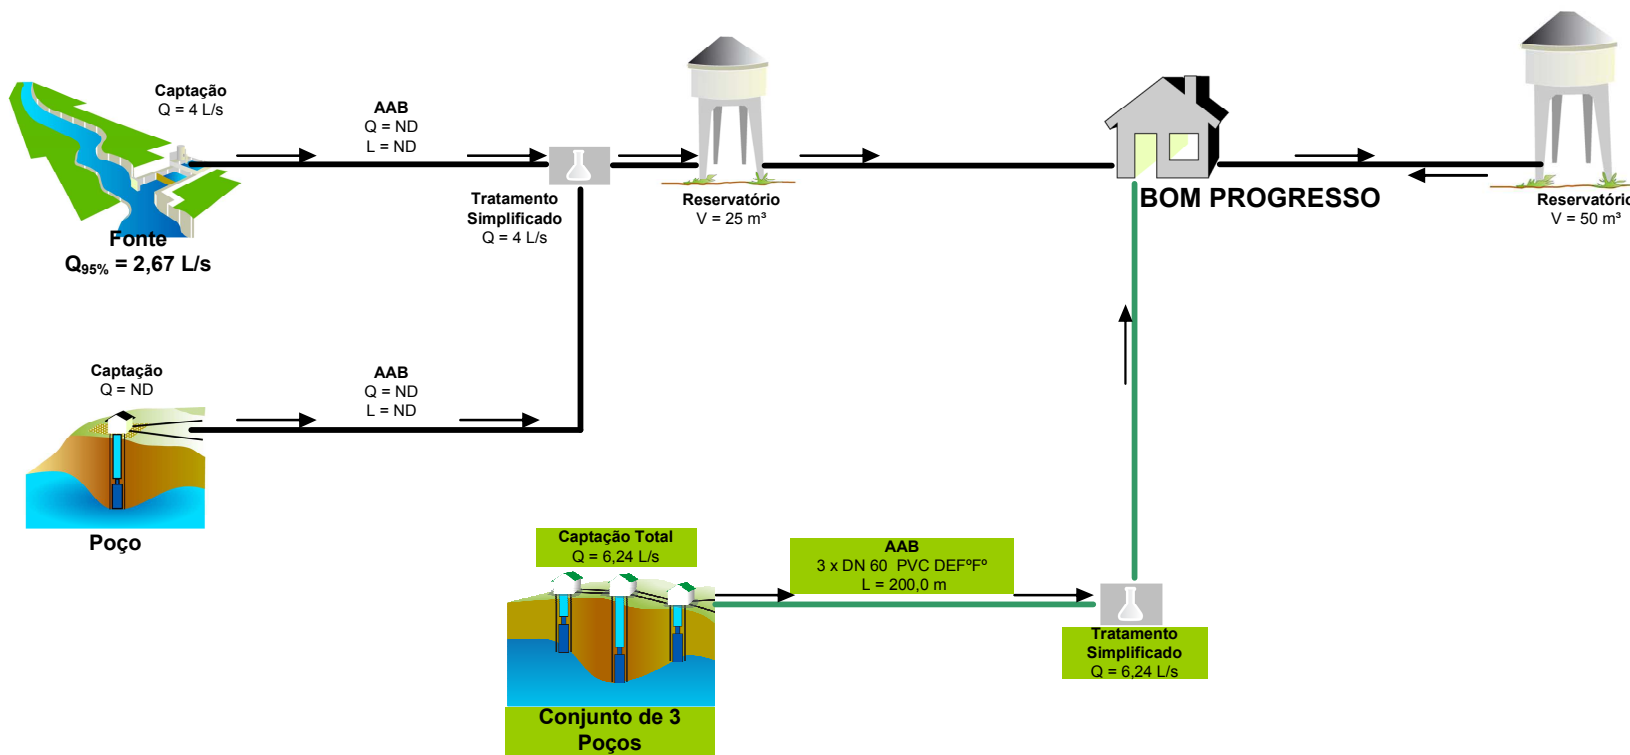 Captação
Q = 4 L/s
AAB
Q = ND
L = ND
Tratamento
Simplificado
Q = 4 L/s
Reservatório
V = 25 m³
BOM PROGRESSO
Reservatório
V = 50 m³
Fonte
Q95% = 2,67 L/s
Captação
Q = ND
AAB
Q = ND
L = ND
Poço
Captação Total
Q = 6,24 L/s
AAB
3 x DN 60 PVC DEFºFº
L = 200,0 m
Tratamento
Simplificado
Q = 6,24 L/s
Conjunto de 3
Poços